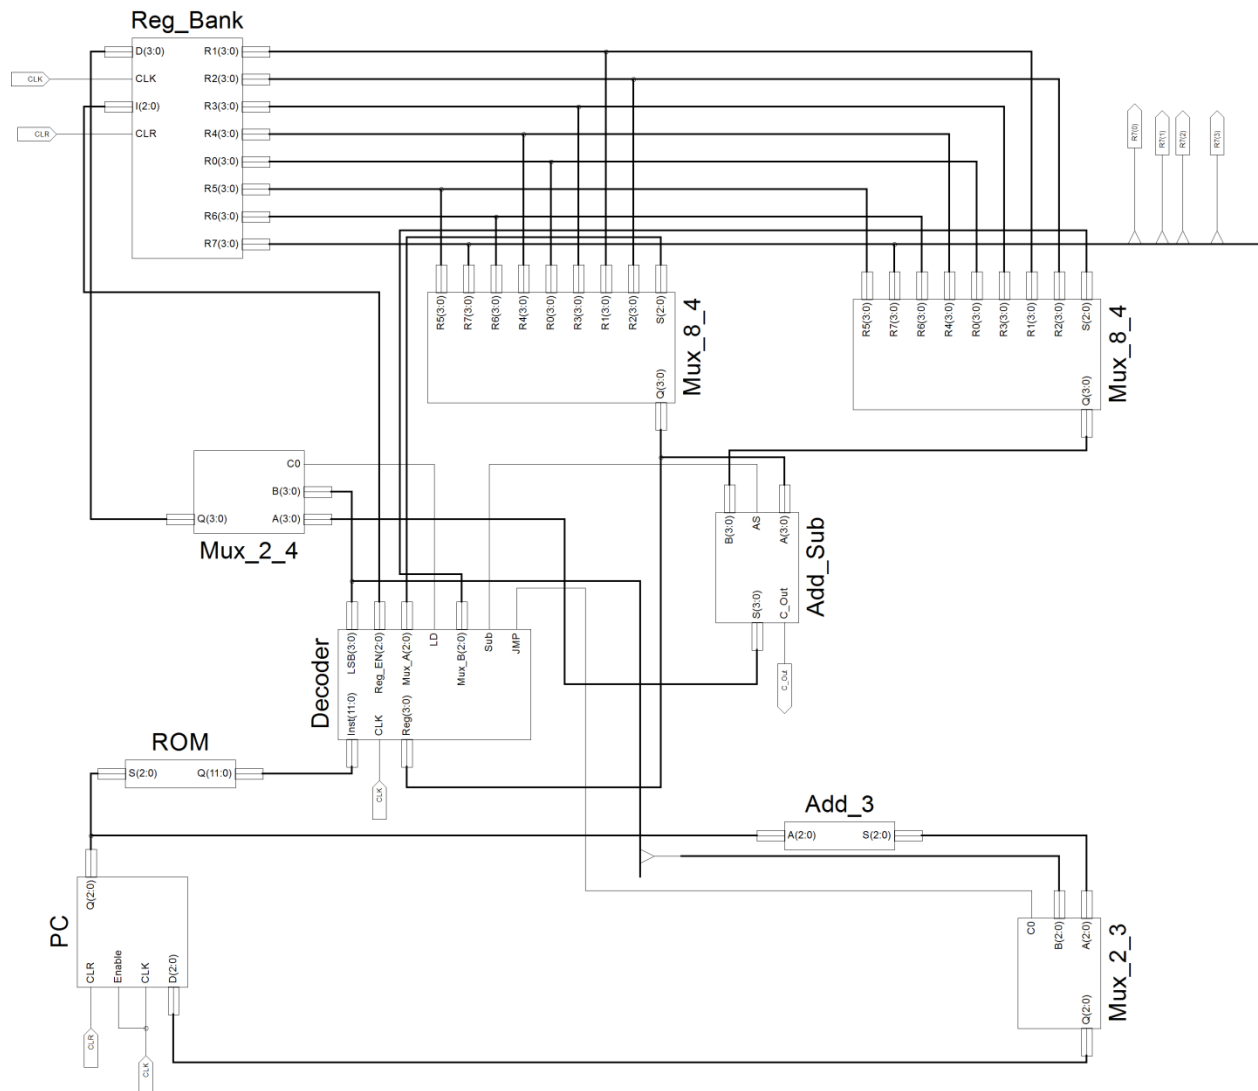 Reg_Bank
D(3:0)
R1(3:0)
CLK
CLK
R2(3:0)
I(2:0)
R3(3:0)
CLR
CLR
R4(3:0)
R0(3:0)
R5(3:0)
R6(3:0)
R7(3:0)
R7(0)
R7(1)
R7(2)
R7(3)
R5(3:0)
R7(3:0)
R6(3:0)
R4(3:0)
R0(3:0)
R3(3:0)
R1(3:0)
R2(3:0)
S(2:0)
Q(3:0)
Mux_8_4
R5(3:0)
R7(3:0)
R6(3:0)
R4(3:0)
R0(3:0)
R3(3:0)
R1(3:0)
R2(3:0)
S(2:0)
Q(3:0)
Mux_8_4
C0
B(3:0)
Q(3:0)
A(3:0)
Mux_2_4
B(3:0)
AS
A(3:0)
S(3:0)
C_Out
Add_Sub
C_Out
Decoder
LSB(3:0)
Reg_EN(2:0)
Mux_A(2:0)
LD
Mux_B(2:0)
Sub
JMP
Inst(11:0)
CLK
Reg(3:0)
CLK
ROM
S(2:0)
Q(11:0)
Add_3
A(2:0)
S(2:0)
PC
Q(2:0)
CLR
Enable
CLK
D(2:0)
CLR
CLK
C0
B(2:0)
A(2:0)
Q(2:0)
Mux_2_3